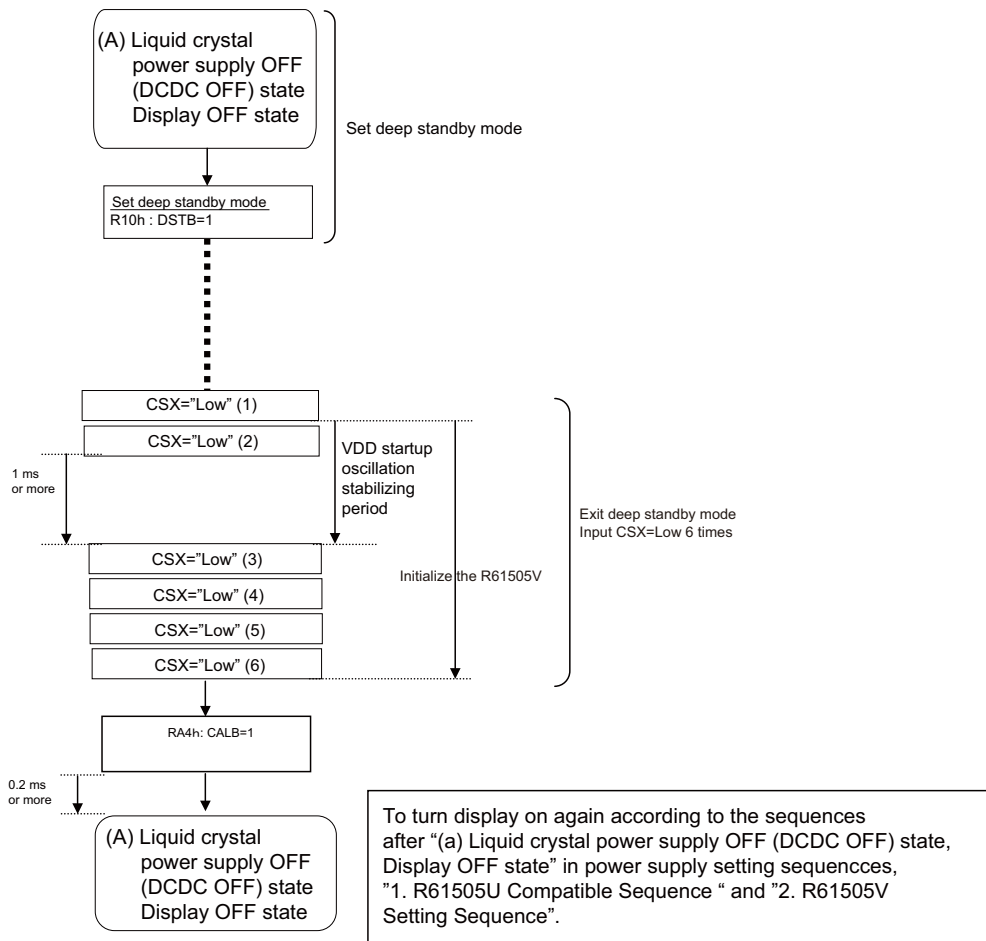 (A) Liquid crystal
power supply OFF
(DCDC OFF) state
Display OFF state
Set deep standby mode
Set deep standby mode
R10h : DSTB=1
CSX=”Low” (1)
CSX=”Low” (2)
1 ms
or more
VDD startup
oscillation
stabilizing
period
Exit deep standby mode
Input CSX=Low 6 times
CSX=”Low” (3)
Initialize the R61505V
CSX=”Low” (4)
CSX=”Low” (5)
CSX=”Low” (6)
RA4h: CALB=1
0.2 ms
or more
(A) Liquid crystal
power supply OFF
(DCDC OFF) state
Display OFF state
To turn display on again according to the sequences
after “(a) Liquid crystal power supply OFF (DCDC OFF) state,
Display OFF state” in power supply setting sequencces,
”1. R61505U Compatible Sequence “ and ”2. R61505V
Setting Sequence”.